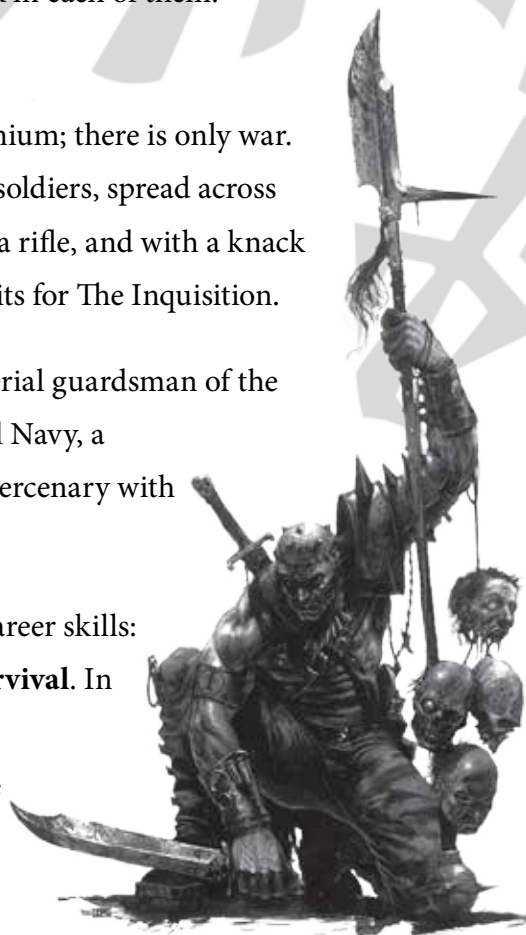 in each of them.
nium; there is only war.
soldiers, spread across
a rifle, and with a knack
its for The Inquisition.
erial guardsman of the
l Navy, a
ercenary with
areer skills:
rvival. In